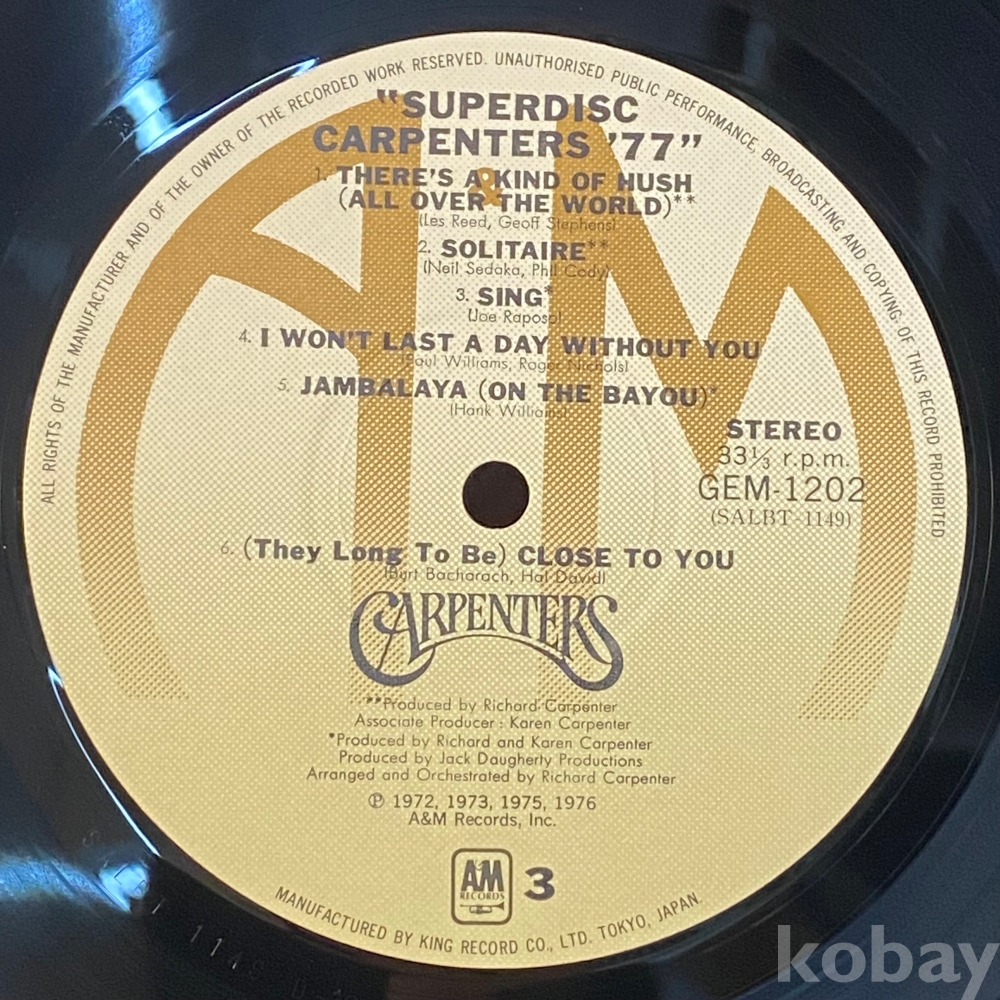 ALL RIGHTS OF THE MANUFACTURER AND OF THE OWNER OF THE RECORDED WORK RESERVED. UNAUTHORISED PUBLIC PERFORMANCE, BROADCASTING AND COPYING OF THIS RECORD PROHIBITED
"SUPERDISC
CARPENTERS '77"
1. THERE'S A KIND OF HUSH
(ALL OVER THE WORLD)**
(Les Reed, Geoff Stephens)
2. SOLITAIRE**
(Neil Sedaka, Phil Cody)
3. SING*
(Joe Raposo)
4. I WON'T LAST A DAY WITHOUT YOU
(Paul Williams, Roger Nichols)
5. JAMBALAYA (ON THE BAYOU)*
(Hank Williams)
STEREO
33⅓ r.p.m.
GEM-1202
(SALBT-1149)
6. (They Long To Be) CLOSE TO YOU
(Burt Bacharach, Hal David)
CARPENTERS
**Produced by Richard Carpenter
Associate Producer : Karen Carpenter
*Produced by Richard and Karen Carpenter
Produced by Jack Daugherty Productions
Arranged and Orchestrated by Richard Carpenter
℗ 1972, 1973, 1975, 1976
A&M Records, Inc.
A&M
RECORDS
3
MANUFACTURED BY KING RECORD CO., LTD. TOKYO, JAPAN.
A&M
kobay